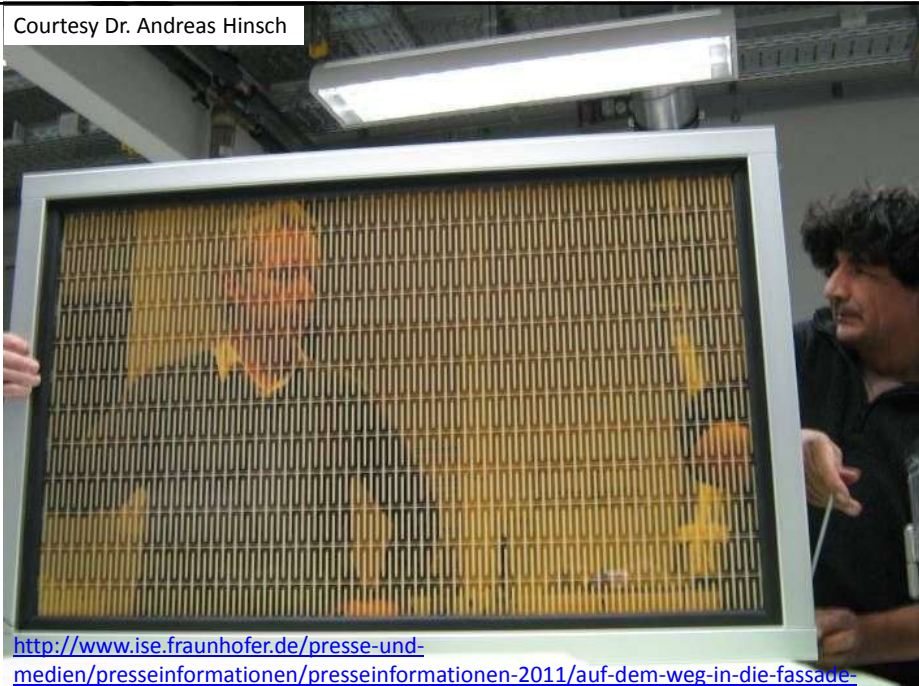 Courtesy Dr. Andreas Hinsch
http://www.ise.fraunhofer.de/presse-und-
medien/presseinformationen/presseinformationen-2011/auf-dem-weg-in-die-fassade-